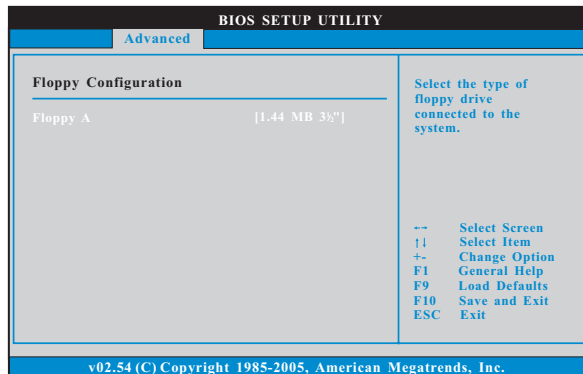 BIOS SETUP UTILITY
Advanced
Floppy Configuration
Floppy A [1.44 MB 3½"]
Select the type of
floppy drive
connected to the
system.
←→ Select Screen
↑↓ Select Item
+- Change Option
F1 General Help
F9 Load Defaults
F10 Save and Exit
ESC Exit
v02.54 (C) Copyright 1985-2005, American Megatrends, Inc.